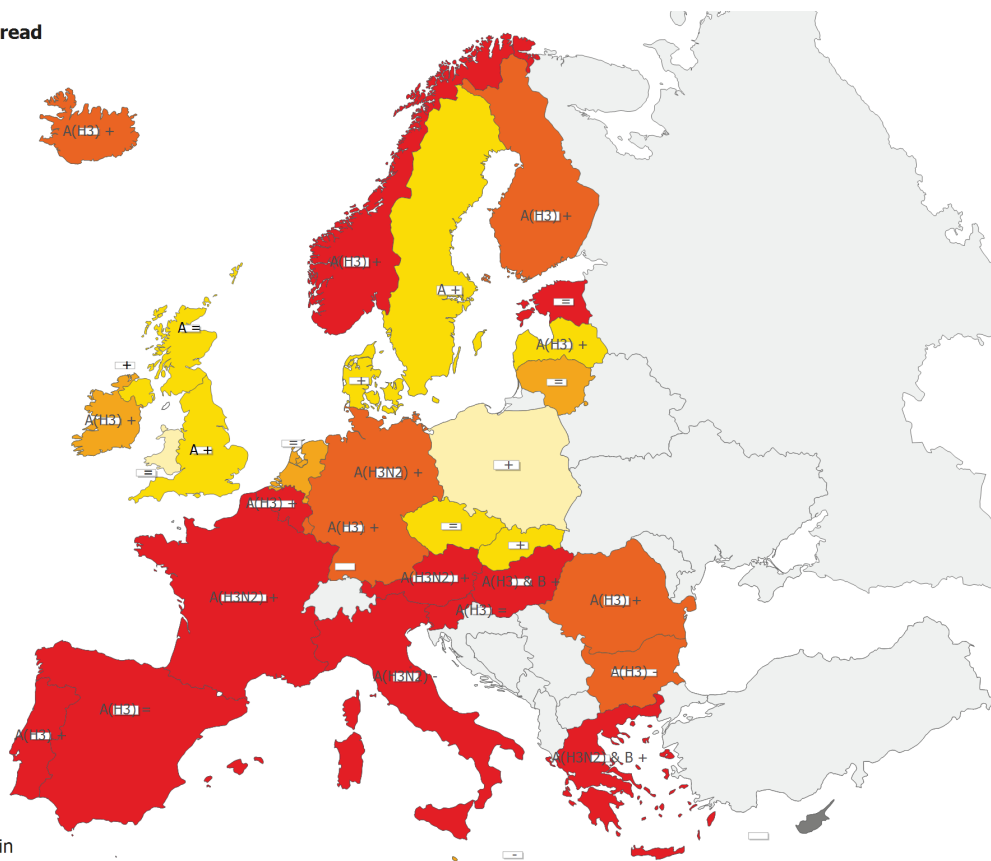 read
A(H3) +
A(H3) +
A(H3) +
A +
=
A =
A(H3) +
+
=
+
A(H3) +
=
A +
A(H3N2) +
+
=
A(H3) +
A(H3) +
=
+
A(H3N2) +
A(H3) & B +
A(H3N2) +
A(H3) +
A(H3) =
A(H3) -
A(H3N2) -
A(H3) =
A(H3) +
A(H3N2) & B +
in
-